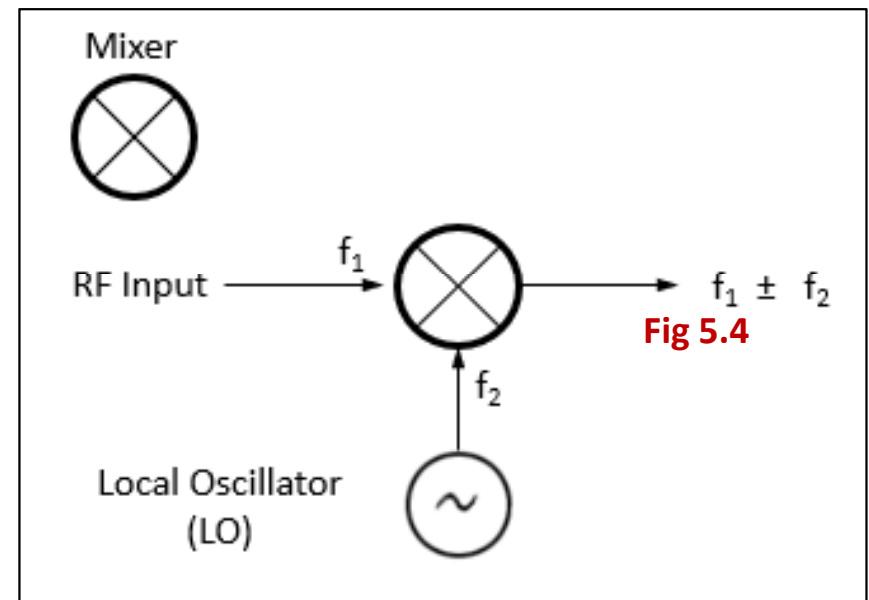 Mixer
f₁
RF Input
f₁ ± f₂
Fig 5.4
f₂
Local Oscillator
(LO)
~